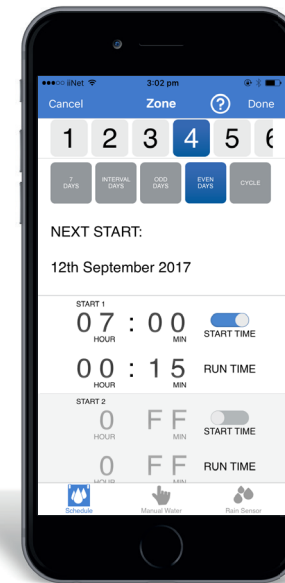 iiNet 3:02 pm
Cancel Zone ? Done
1 2 3 4 5 6
7 DAYS INTERVAL DAYS ODD DAYS EVEN DAYS CYCLE
NEXT START:
12th September 2017
START 1
07 : 00 START TIME
HOUR MIN
00 : 15 RUN TIME
HOUR MIN
START 2
0 FF START TIME
HOUR MIN
0 FF RUN TIME
HOUR MIN
Schedule Manual Water Rain Sensor